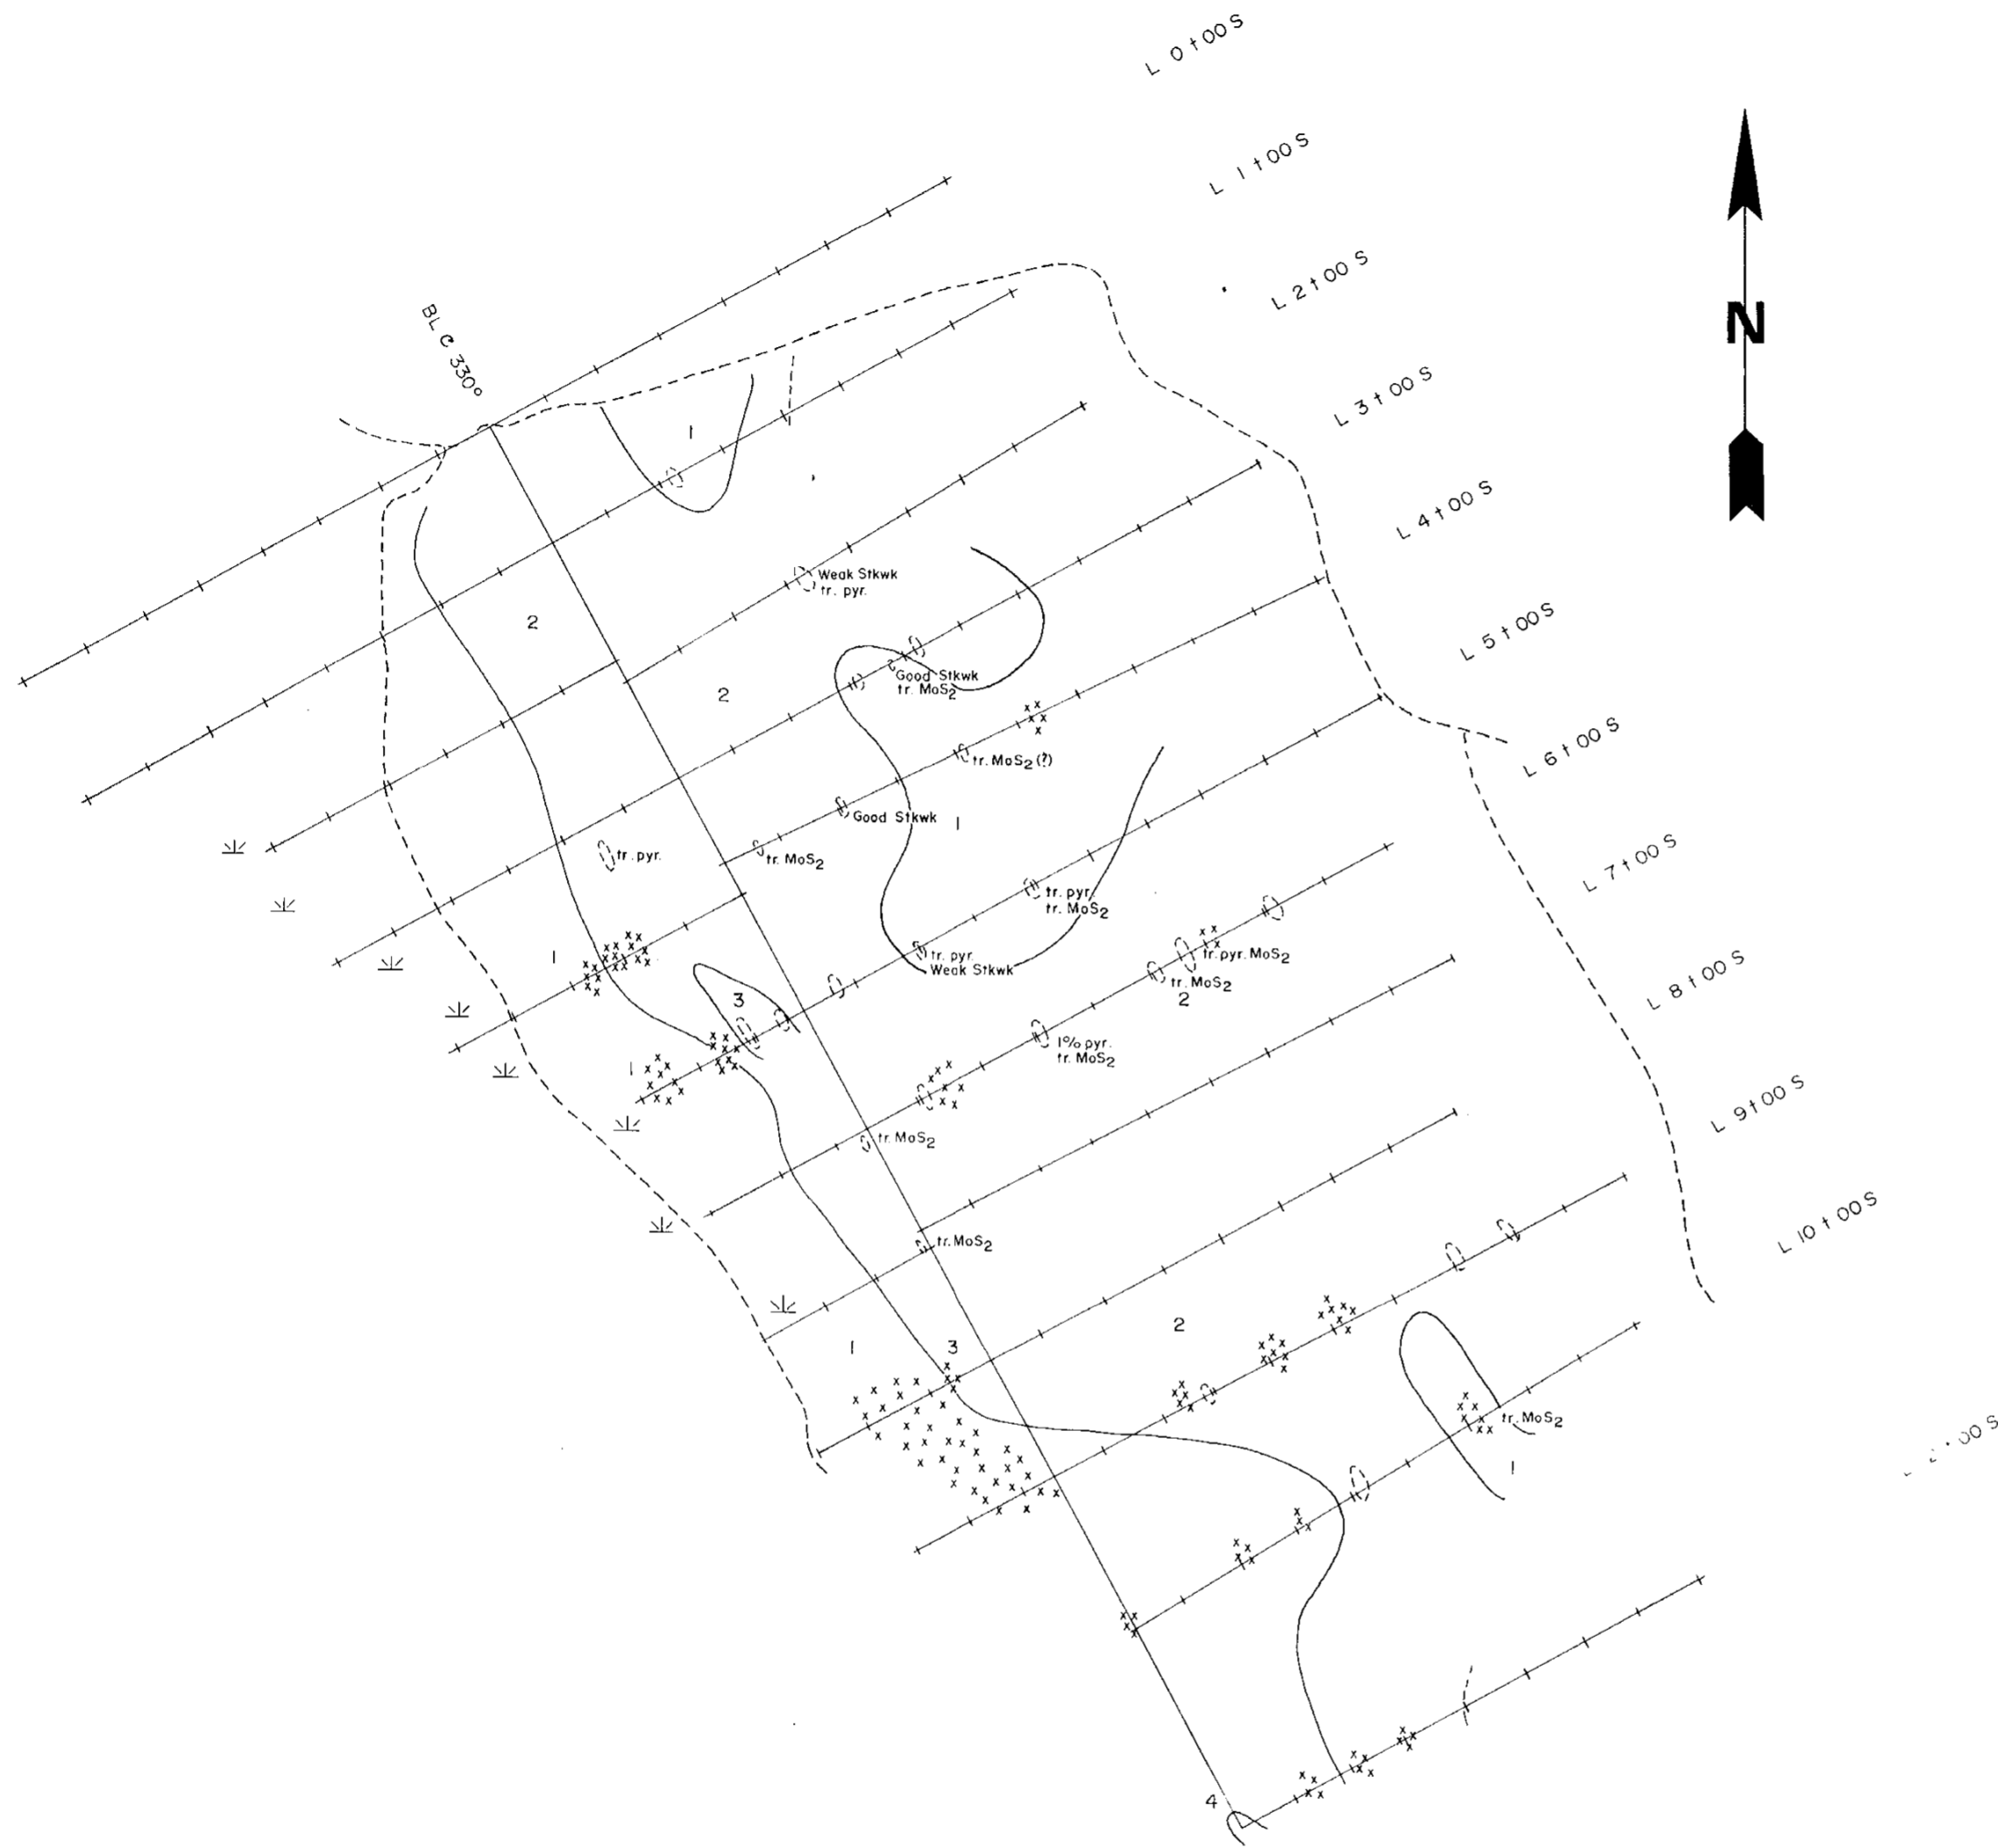 L 0+00S
L 1+00S
L 2+00S
BL @ 330°
N
L 3+00S
1
L 4+00S
Weak Stkwk
tr. pyr.
2
L 5+00S
Good Stkwk
tr. MoS2
2
L 6+00S
tr. MoS2 (?)
Good Stkwk
1
tr. pyr.
tr. MoS2
L 7+00S
tr. pyr.
tr. MoS2
1
tr. pyr.
Weak Stkwk
tr. pyr. MoS2
tr. MoS2
2
L 8+00S
3
1% pyr.
tr. MoS2
1
L 9+00S
tr. MoS2
L 10+00S
tr. MoS2
2
1
3
tr. MoS2
1
4